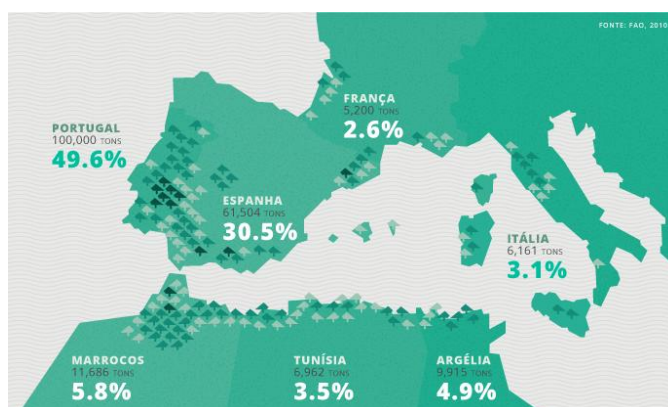 FONTE: FAO, 2010
FRANÇA
5,200 TONS
2.6%
PORTUGAL
100,000 TONS
49.6%
ESPANHA
61,504 TONS
30.5%
ITÁLIA
6,161 TONS
3.1%
MARROCOS
11,686 TONS
5.8%
TUNÍSIA
6,962 TONS
3.5%
ARGÉLIA
9,915 TONS
4.9%